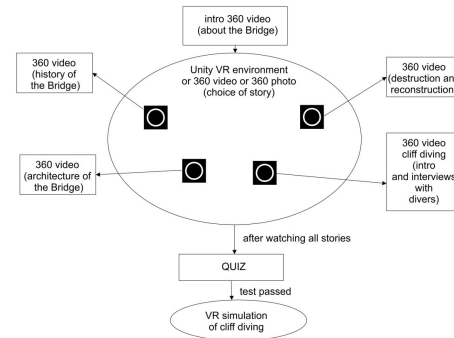 intro 360 video
(about the Bridge)
Unity VR environment
or 360 video or 360 photo
(choice of story)
360 video
(history of
the Bridge)
360 video
(destruction an
reconstruction
360 video
(architecture of
the Bridge)
360 video
cliff diving
(intro
and interviews
with
divers)
after watching all stories
QUIZ
test passed
VR simulation
of cliff diving